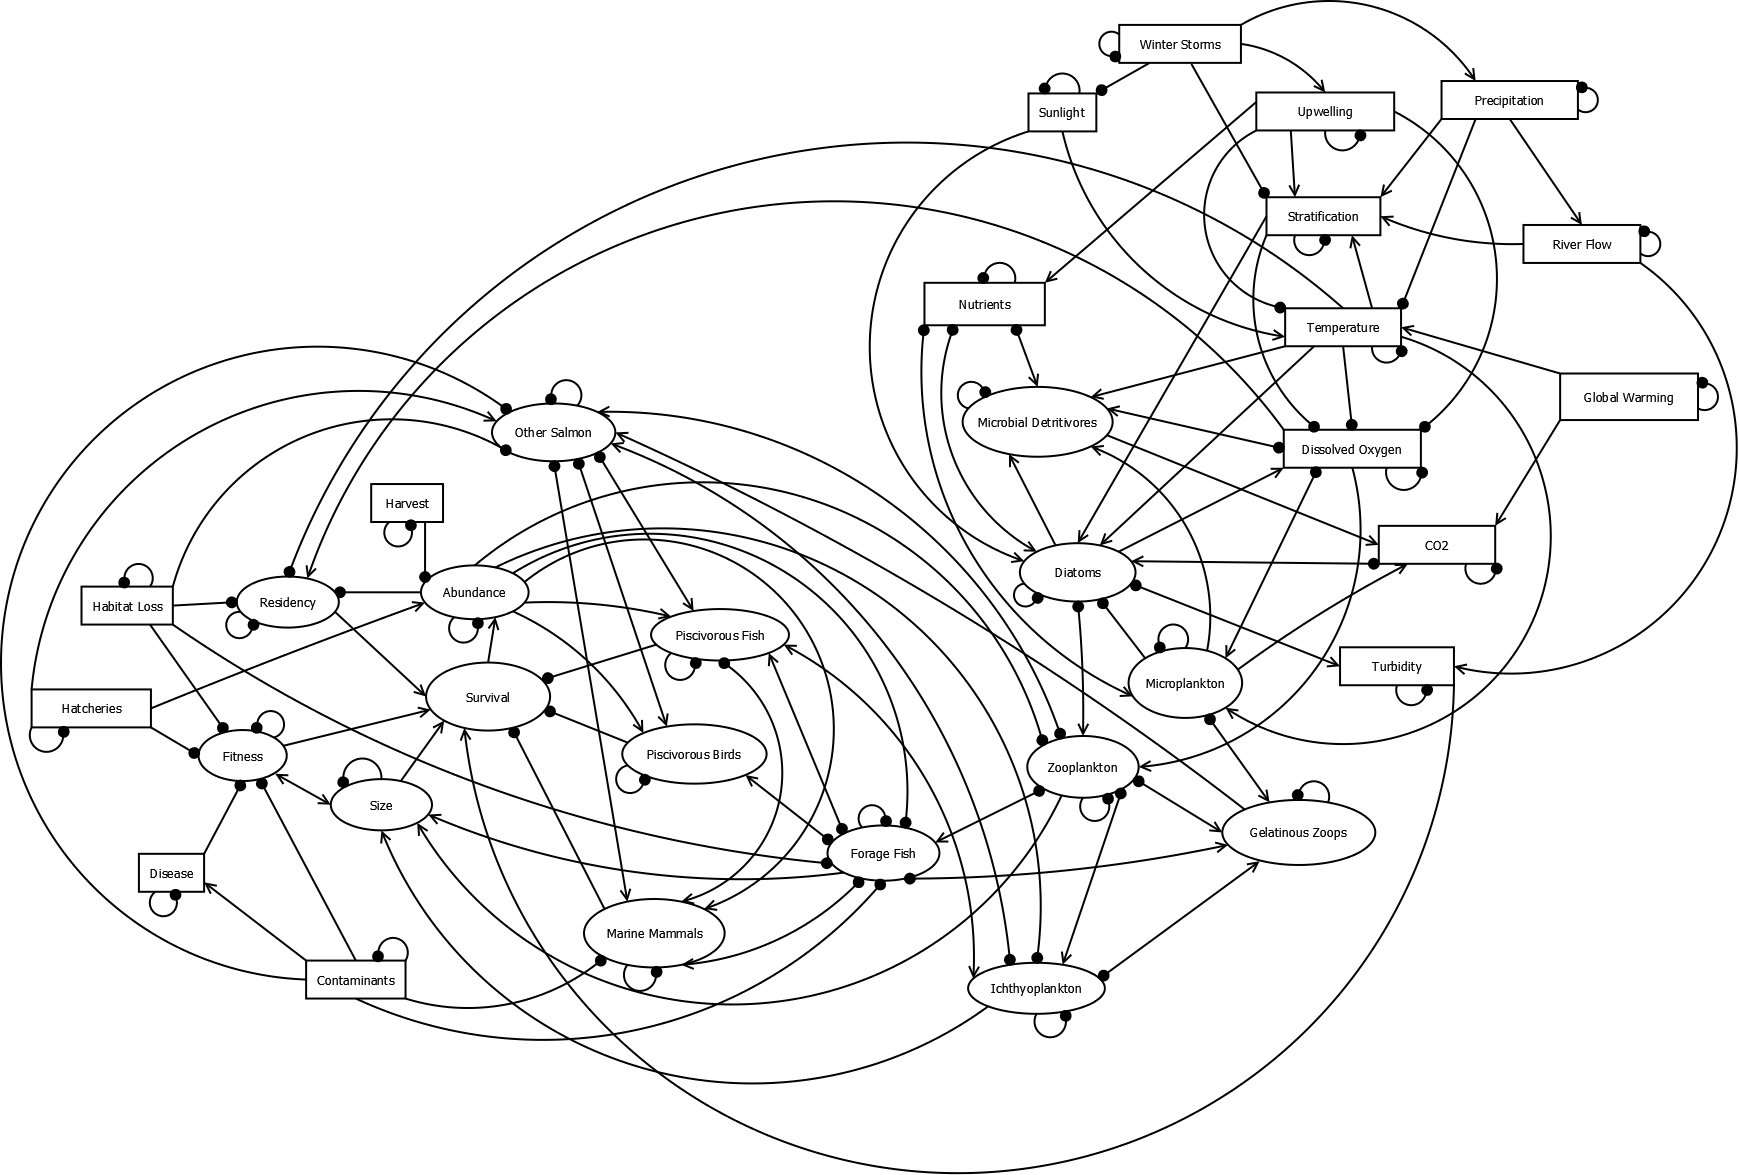 Winter Storms
Precipitation
Sunlight
Upwelling
Stratification
River Flow
Nutrients
Temperature
Global Warming
Microbial Detritivores
Other Salmon
Dissolved Oxygen
Harvest
CO2
Diatoms
Habitat Loss
Residency
Abundance
Piscivorous Fish
Turbidity
Microplankton
Survival
Hatcheries
Fitness
Piscivorous Birds
Zooplankton
Size
Gelatinous Zoops
Forage Fish
Disease
Marine Mammals
Contaminants
Ichthyoplankton